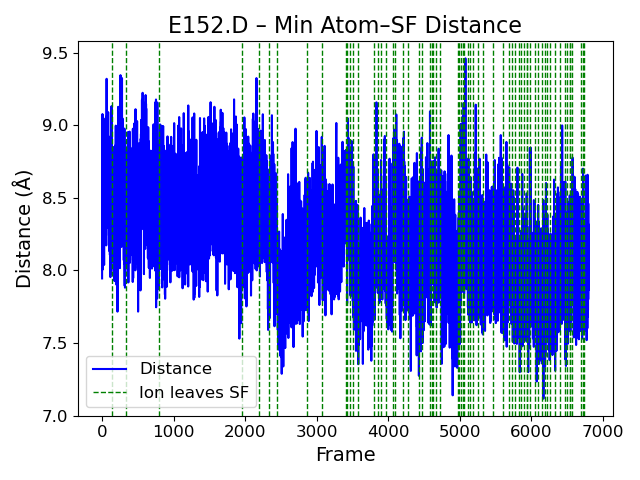 E152.D – Min Atom–SF Distance
Distance (Å)
9.5
9.0
8.5
8.0
7.5
7.0
Distance
Ion leaves SF
0 1000 2000 3000 4000 5000 6000 7000
Frame